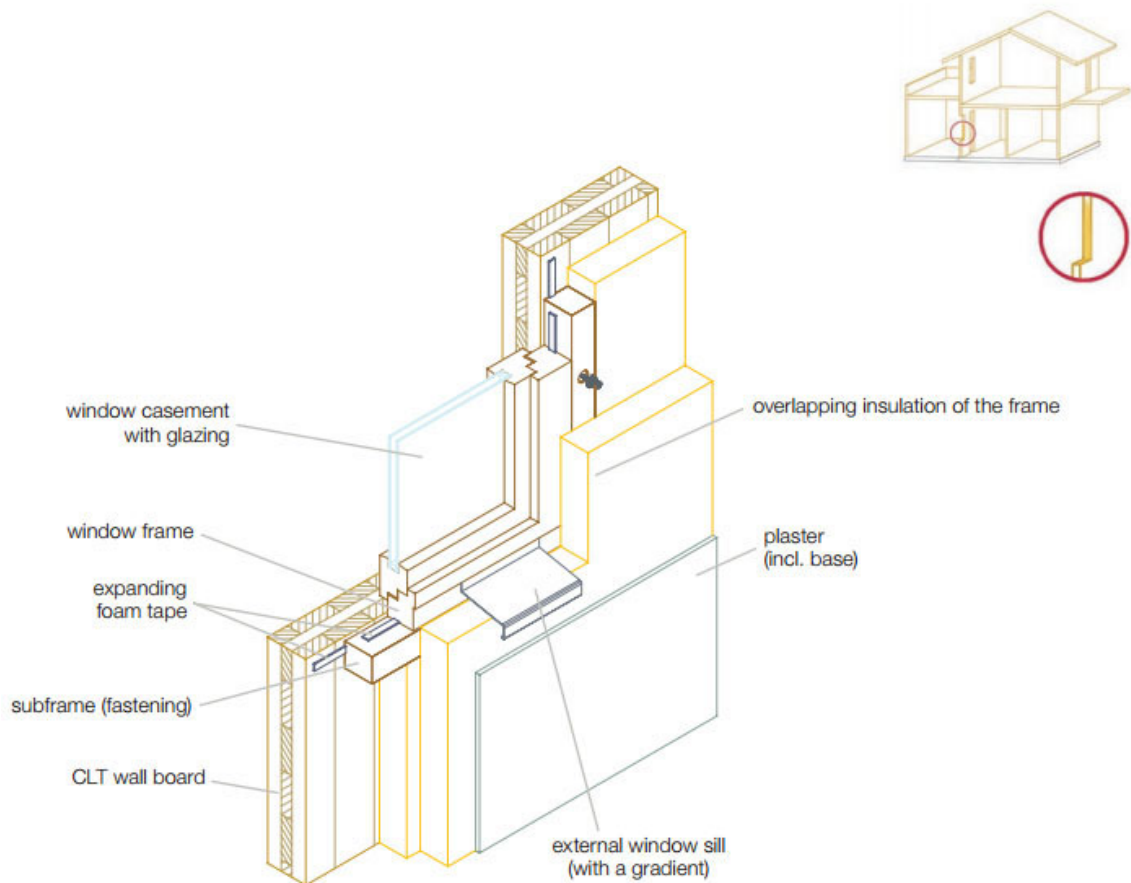 window casement
with glazing
overlapping insulation of the frame
window frame
plaster
(incl. base)
expanding
foam tape
subframe (fastening)
CLT wall board
external window sill
(with a gradient)